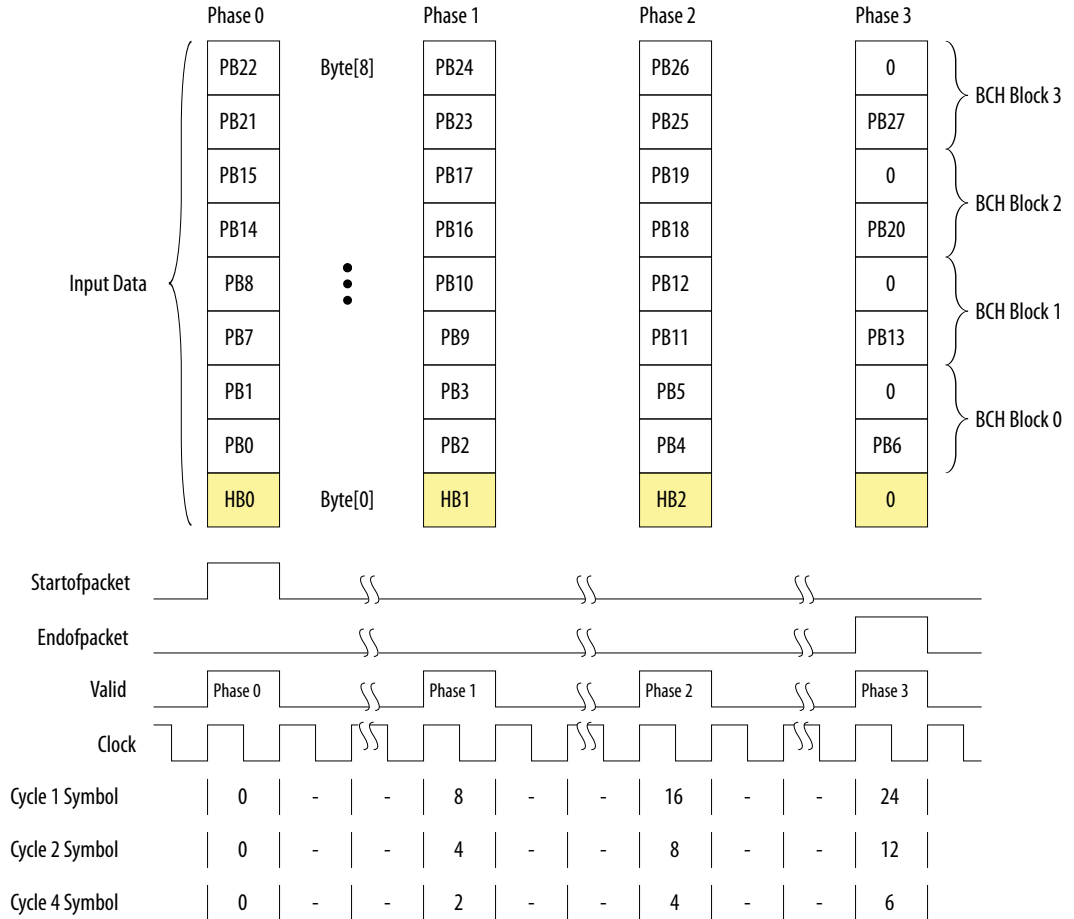 Phase 0 Phase 1 Phase 2 Phase 3
PB22 Byte[8] PB24 PB26 0
BCH Block 3
PB21 PB23 PB25 PB27
PB15 PB17 PB19 0
BCH Block 2
PB14 PB16 PB18 PB20
Input Data PB8 PB10 PB12 0
BCH Block 1
PB7 PB9 PB11 PB13
PB1 PB3 PB5 0
BCH Block 0
PB0 PB2 PB4 PB6
HB0 Byte[0] HB1 HB2 0
Startofpacket
Endofpacket
Valid Phase 0 Phase 1 Phase 2 Phase 3
Clock
Cycle 1 Symbol 0 - - 8 - - 16 - - 24
Cycle 2 Symbol 0 - - 4 - - 8 - - 12
Cycle 4 Symbol 0 - - 2 - - 4 - - 6